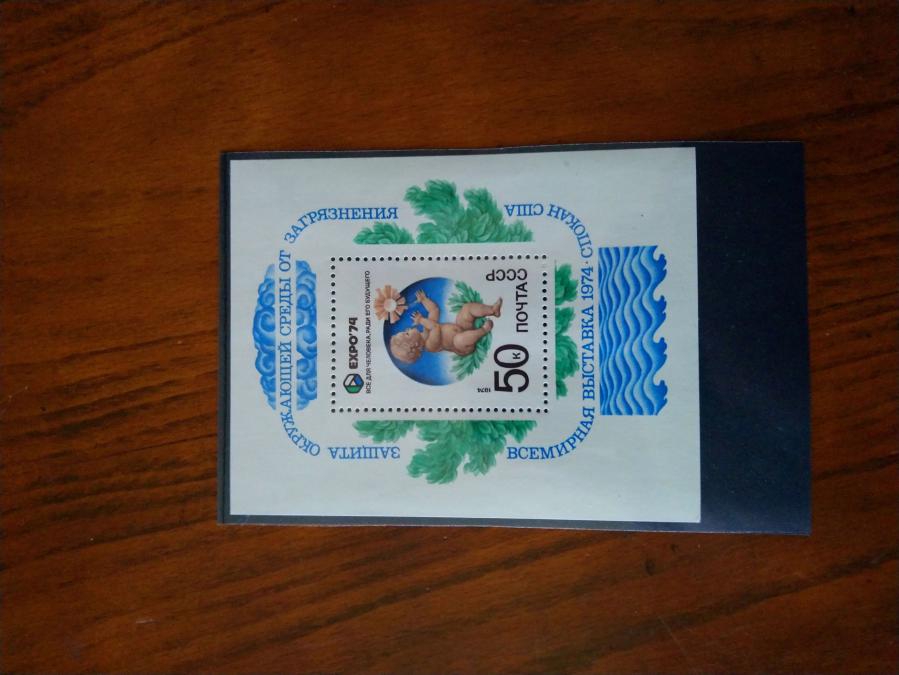 ЗАЩИТА ОКРУЖАЮЩЕЙ СРЕДЫ ОТ ЗАГРЯЗНЕНИЯ
EXPO'74
ВСЕ ДЛЯ ЧЕЛОВЕКА, РАДИ ЕГО БУДУЩЕГО
1974
50к
ПОЧТА СССР
ВСЕМИРНАЯ ВЫСТАВКА 1974 · СПОКАН США